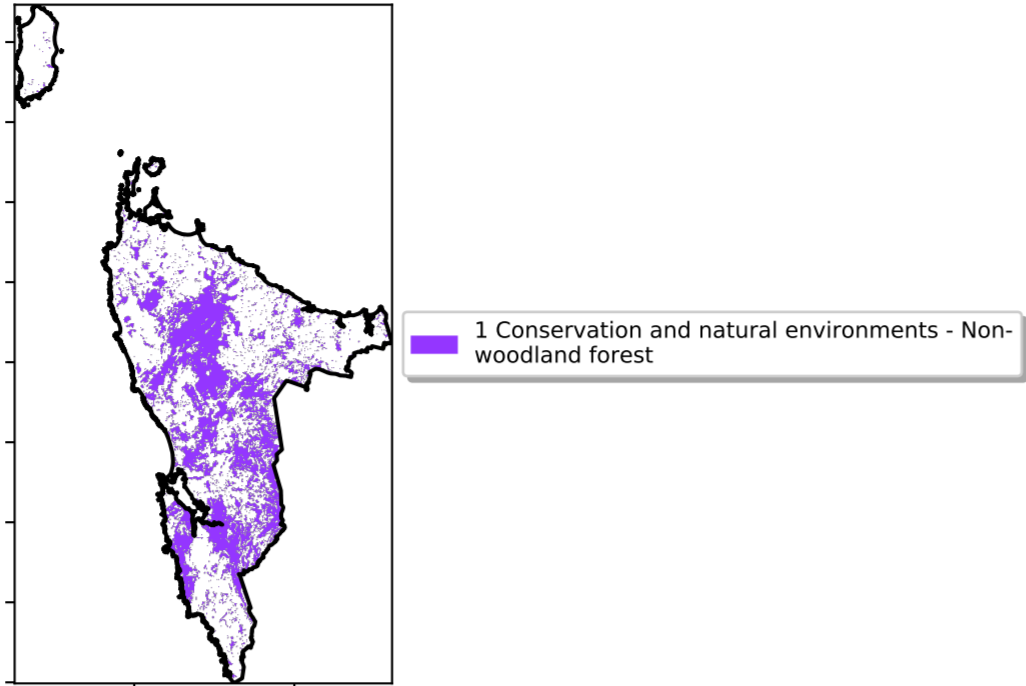 1 Conservation and natural environments - Non-
woodland forest